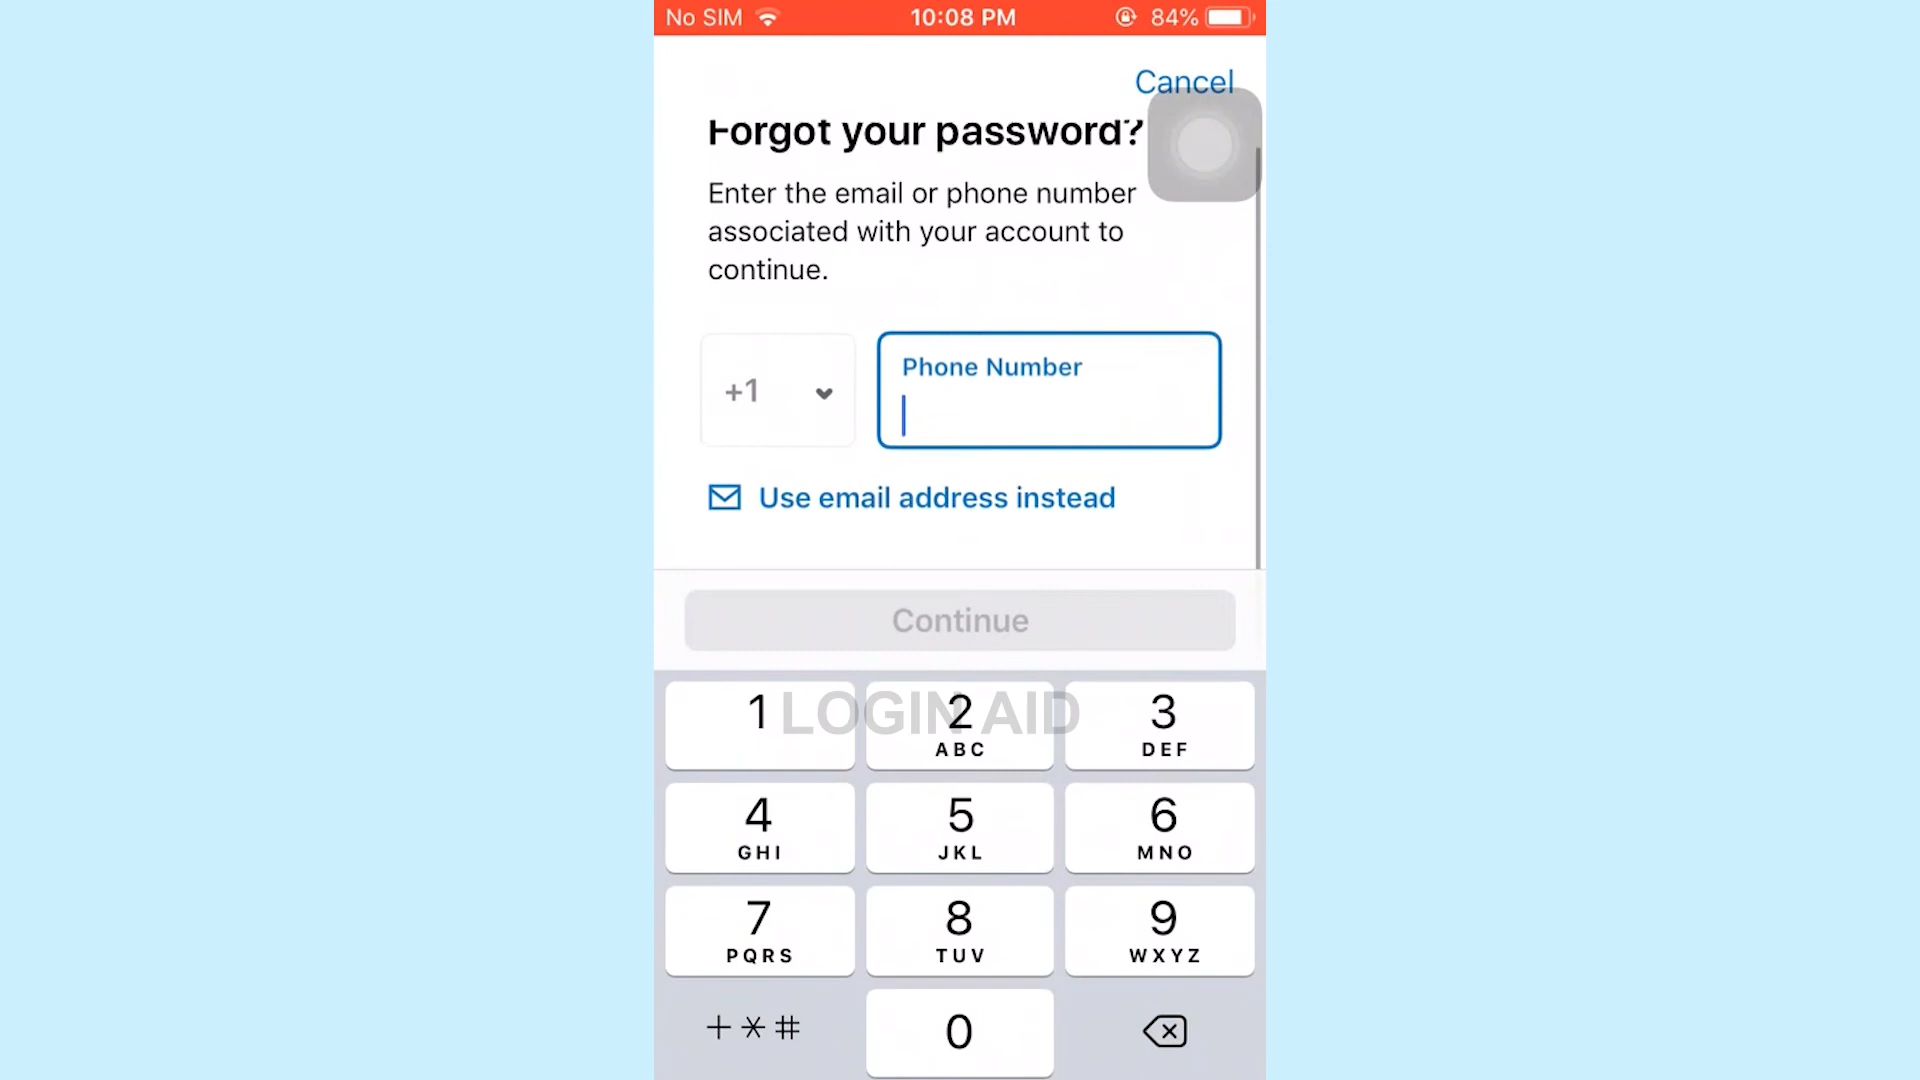 No SIM 10:08 PM 84%
Cancel
Forgot your password?
Enter the email or phone number
associated with your account to
continue.
+1
Phone Number
Use email address instead
Continue
LOGIN AID
1 2 3
ABC DEF
4 5 6
GHI JKL MNO
7 8 9
PQRS TUV WXYZ
+*# 0